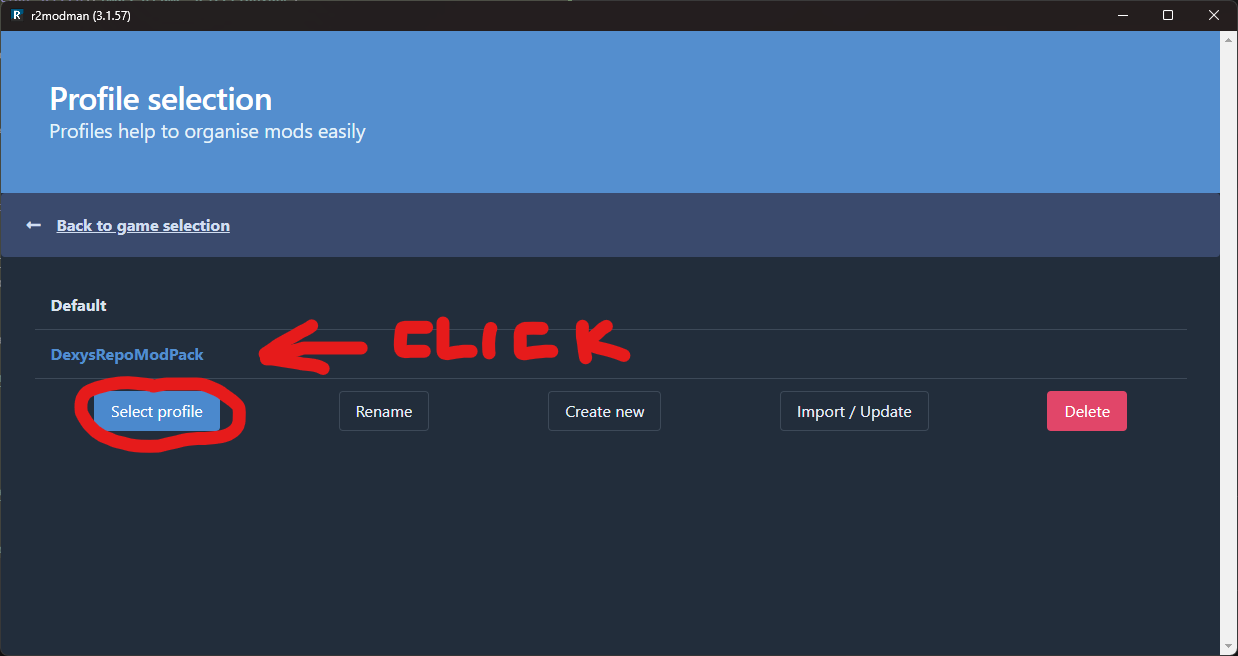 R r2modman (3.1.57)
Profile selection
Profiles help to organise mods easily
Back to game selection
Default
DexysRepoModPack
CLICK
Select profile
Rename
Create new
Import / Update
Delete